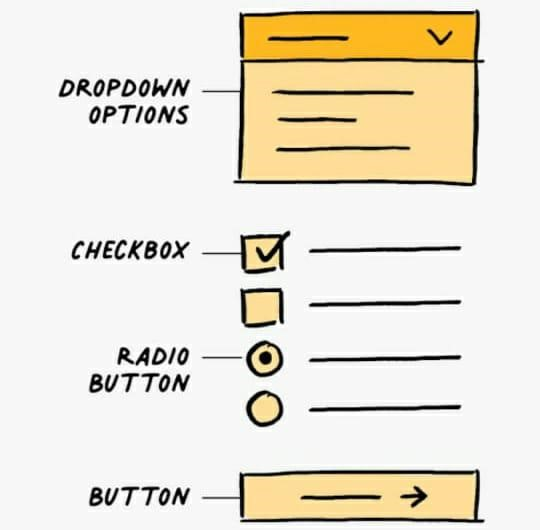 DROPDOWN
OPTIONS
CHECKBOX
RADIO
BUTTON
BUTTON